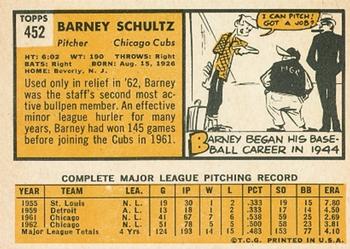 TOPPS
452
BARNEY SCHULTZ
Pitcher Chicago Cubs
HT: 6:02 WT: 190 THROWS: Right
BATS: Right BORN: Aug. 15, 1926
HOME: Beverly, N. J.
Used only in relief in '62, Barney
was the staff's second most active
bullpen member. An effective
minor league hurler for many
years, Barney had won 145 games
before joining the Cubs in 1961.
I CAN PITCH!
GOT A JOB?
BARNEY BEGAN HIS BASE-
BALL CAREER IN 1944
COMPLETE MAJOR LEAGUE PITCHING RECORD
YEAR TEAM LEA. G IP W L PCT SO BB ERA
1955 St. Louis N.L. 19 30 1 2 .333 19 15 7.80
1959 Detroit A.L. 13 18 1 2 .333 17 14 4.50
1961 Chicago N.L. 41 67 7 6 .538 59 25 2.69
1962 Chicago N.L. 51 78 5 5 .500 58 23 3.81
Major League Totals 4 Yrs. 124 193 14 15 .483 153 77 4.10
©T.C.G. PRINTED IN U.S.A.